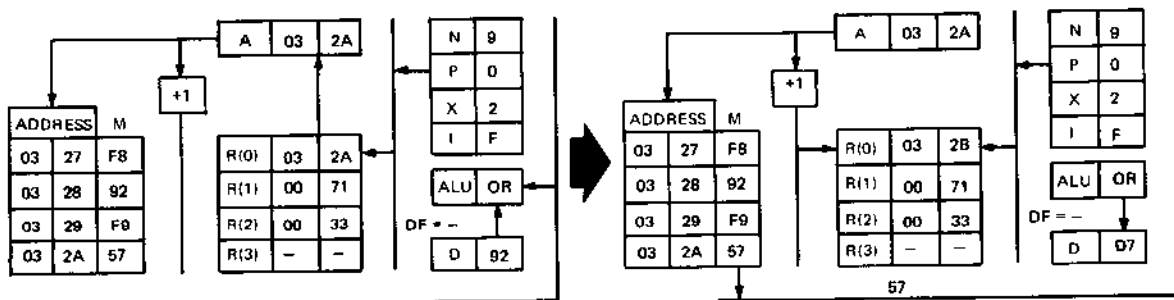 A 03 2A
+1
ADDRESS M
03 27 F8
03 28 92
03 29 F9
03 2A 57
R(0) 03 2A
R(1) 00 71
R(2) 00 33
R(3) – –
N 9
P 0
X 2
I F
ALU OR
DF = –
D 92
A 03 2A
+1
ADDRESS M
03 27 F8
03 28 92
03 29 F9
03 2A 57
R(0) 03 2B
R(1) 00 71
R(2) 00 33
R(3) – –
N 9
P 0
X 2
I F
ALU OR
DF = –
D D7
57